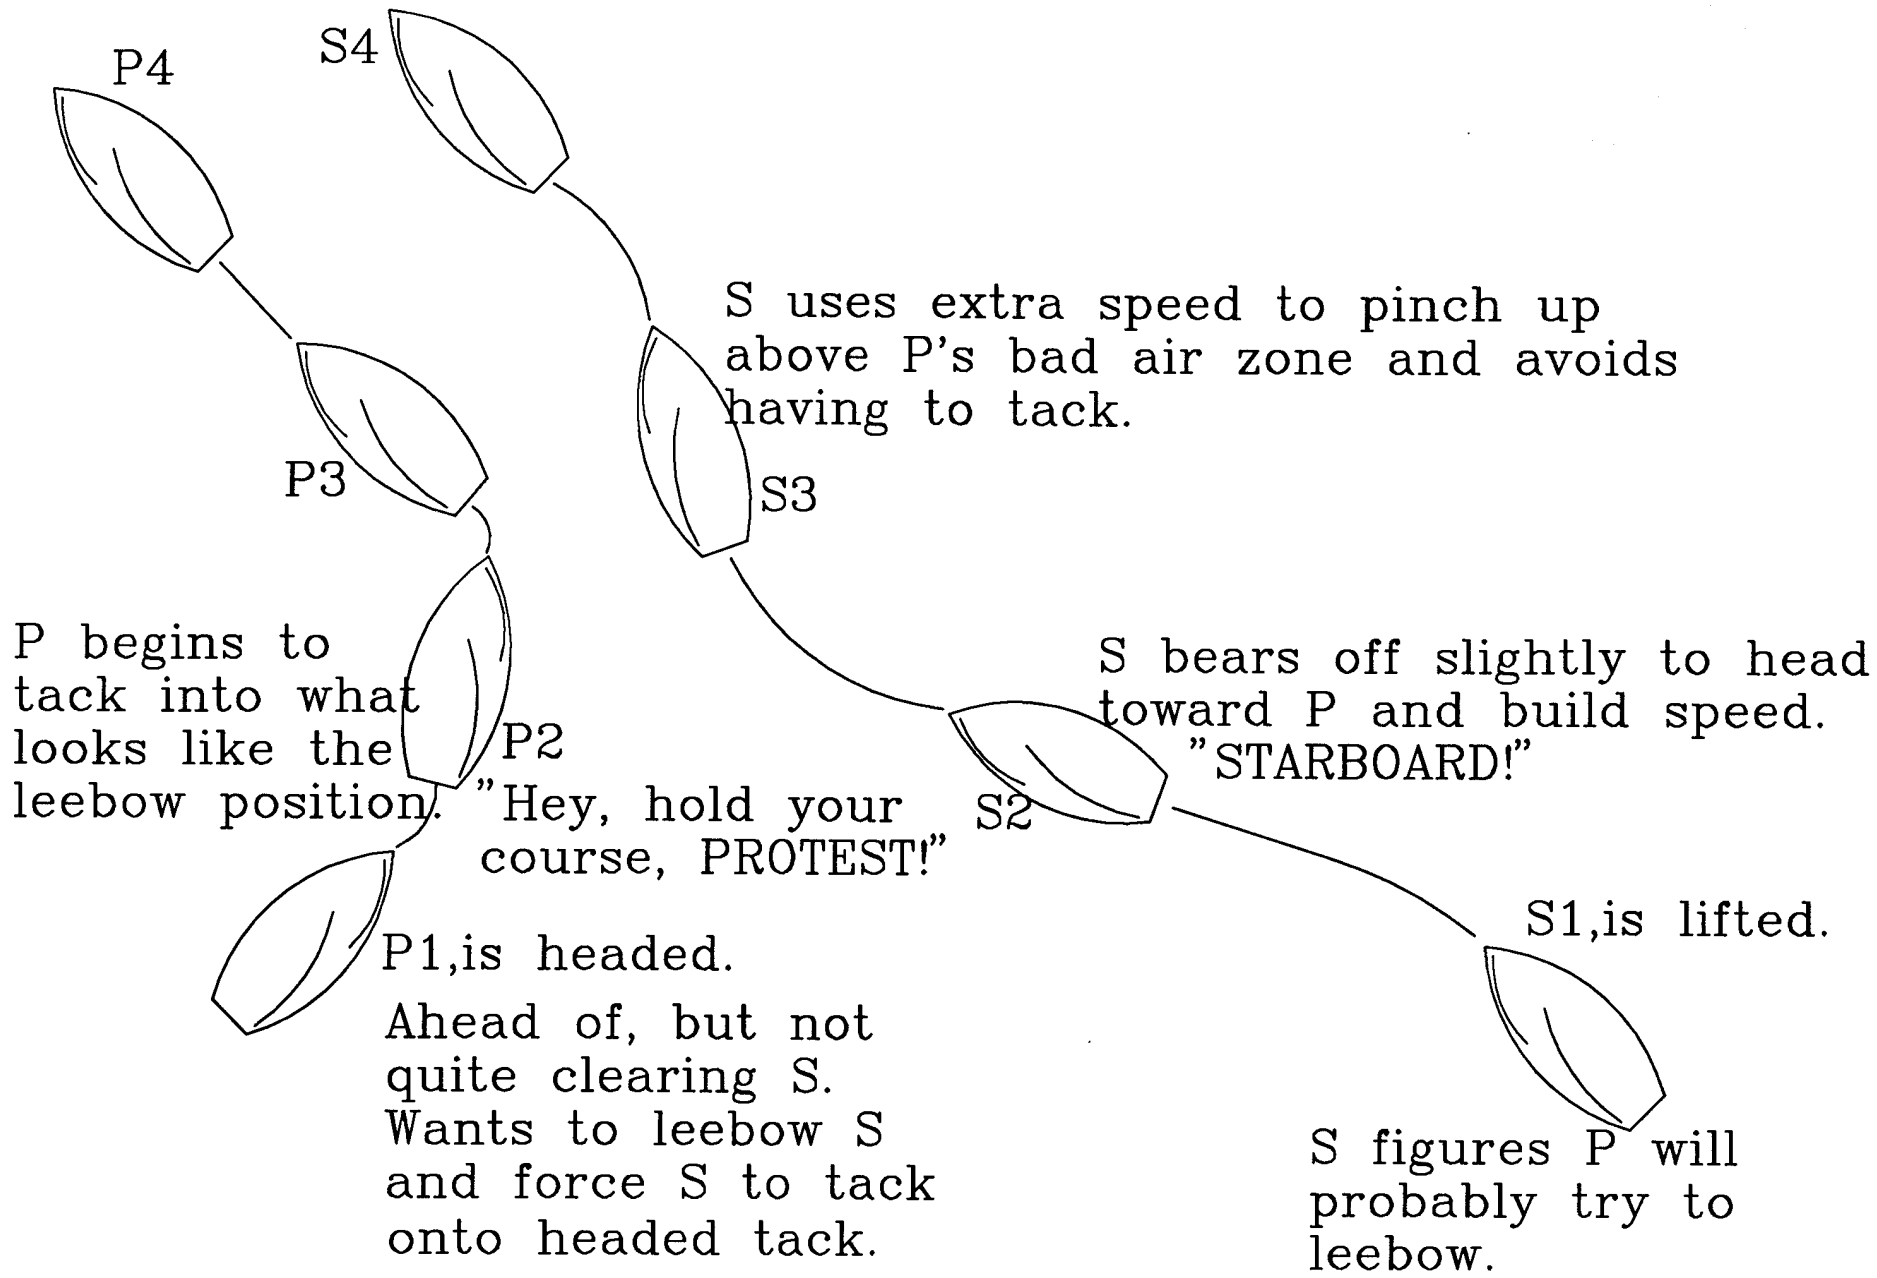 P4
S4
S uses extra speed to pinch up
above P's bad air zone and avoids
having to tack.
P3
S3
P begins to
tack into what
looks like the
leebow position.
P2
"Hey, hold your
course, PROTEST!"
S bears off slightly to head
toward P and build speed.
"STARBOARD!"
S2
S1,is lifted.
P1,is headed.
Ahead of, but not
quite clearing S.
Wants to leebow S
and force S to tack
onto headed tack.
S figures P will
probably try to
leebow.